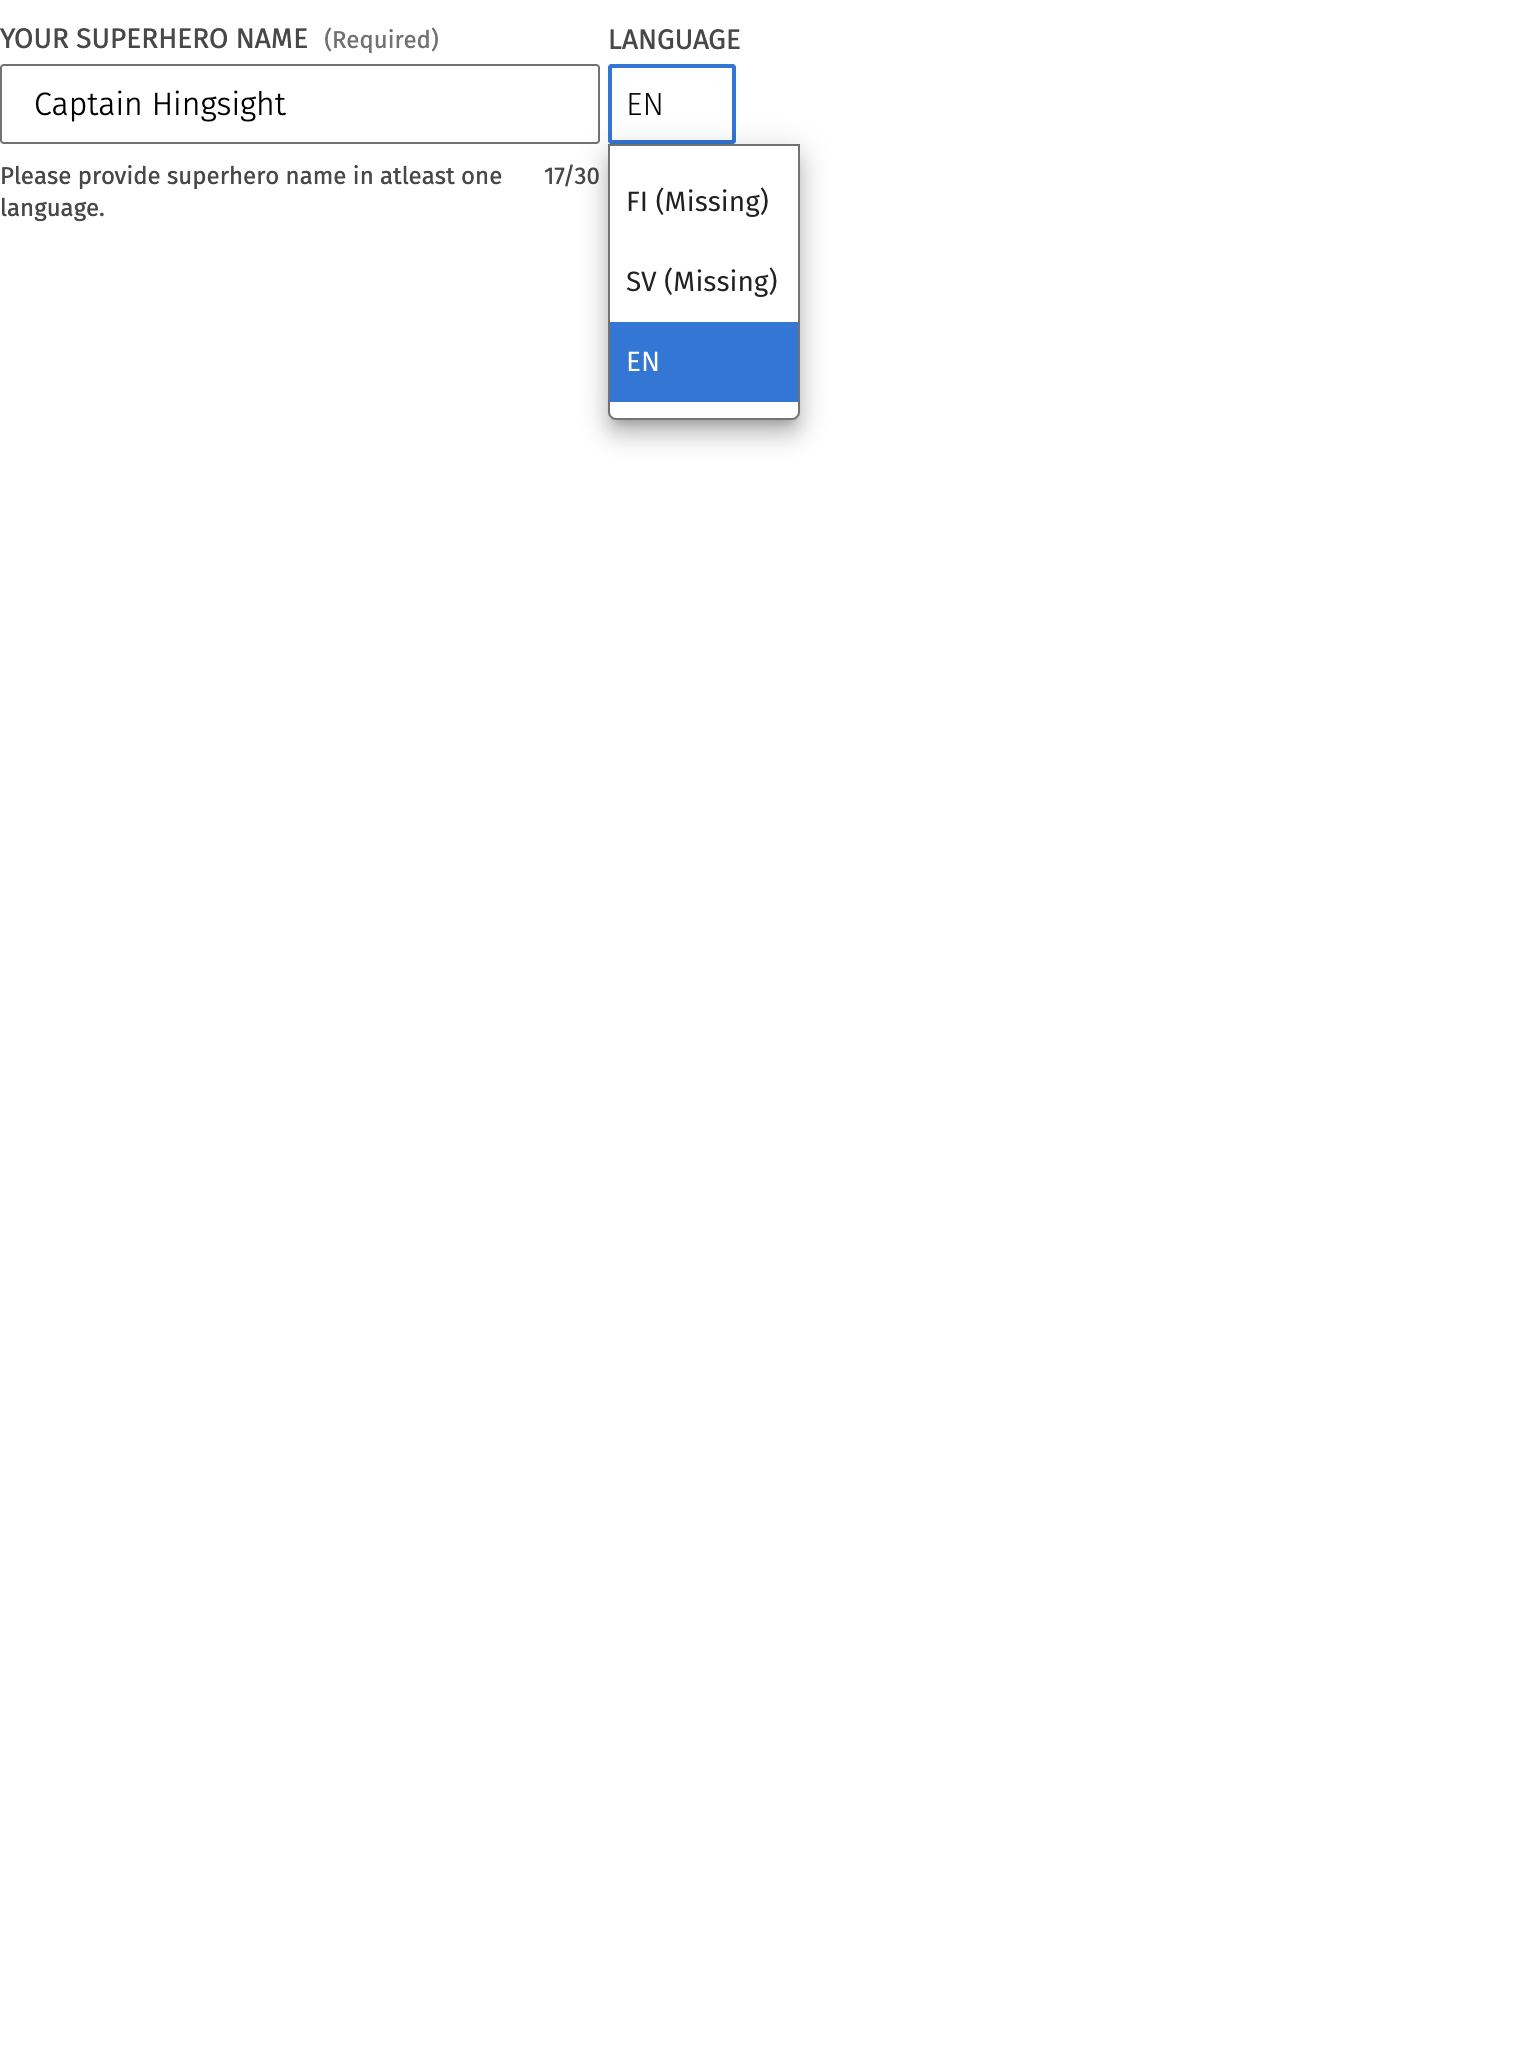 YOUR SUPERHERO NAME (Required)
LANGUAGE
Captain Hingsight
EN
Please provide superhero name in atleast one
language.
17/30
FI (Missing)
SV (Missing)
EN